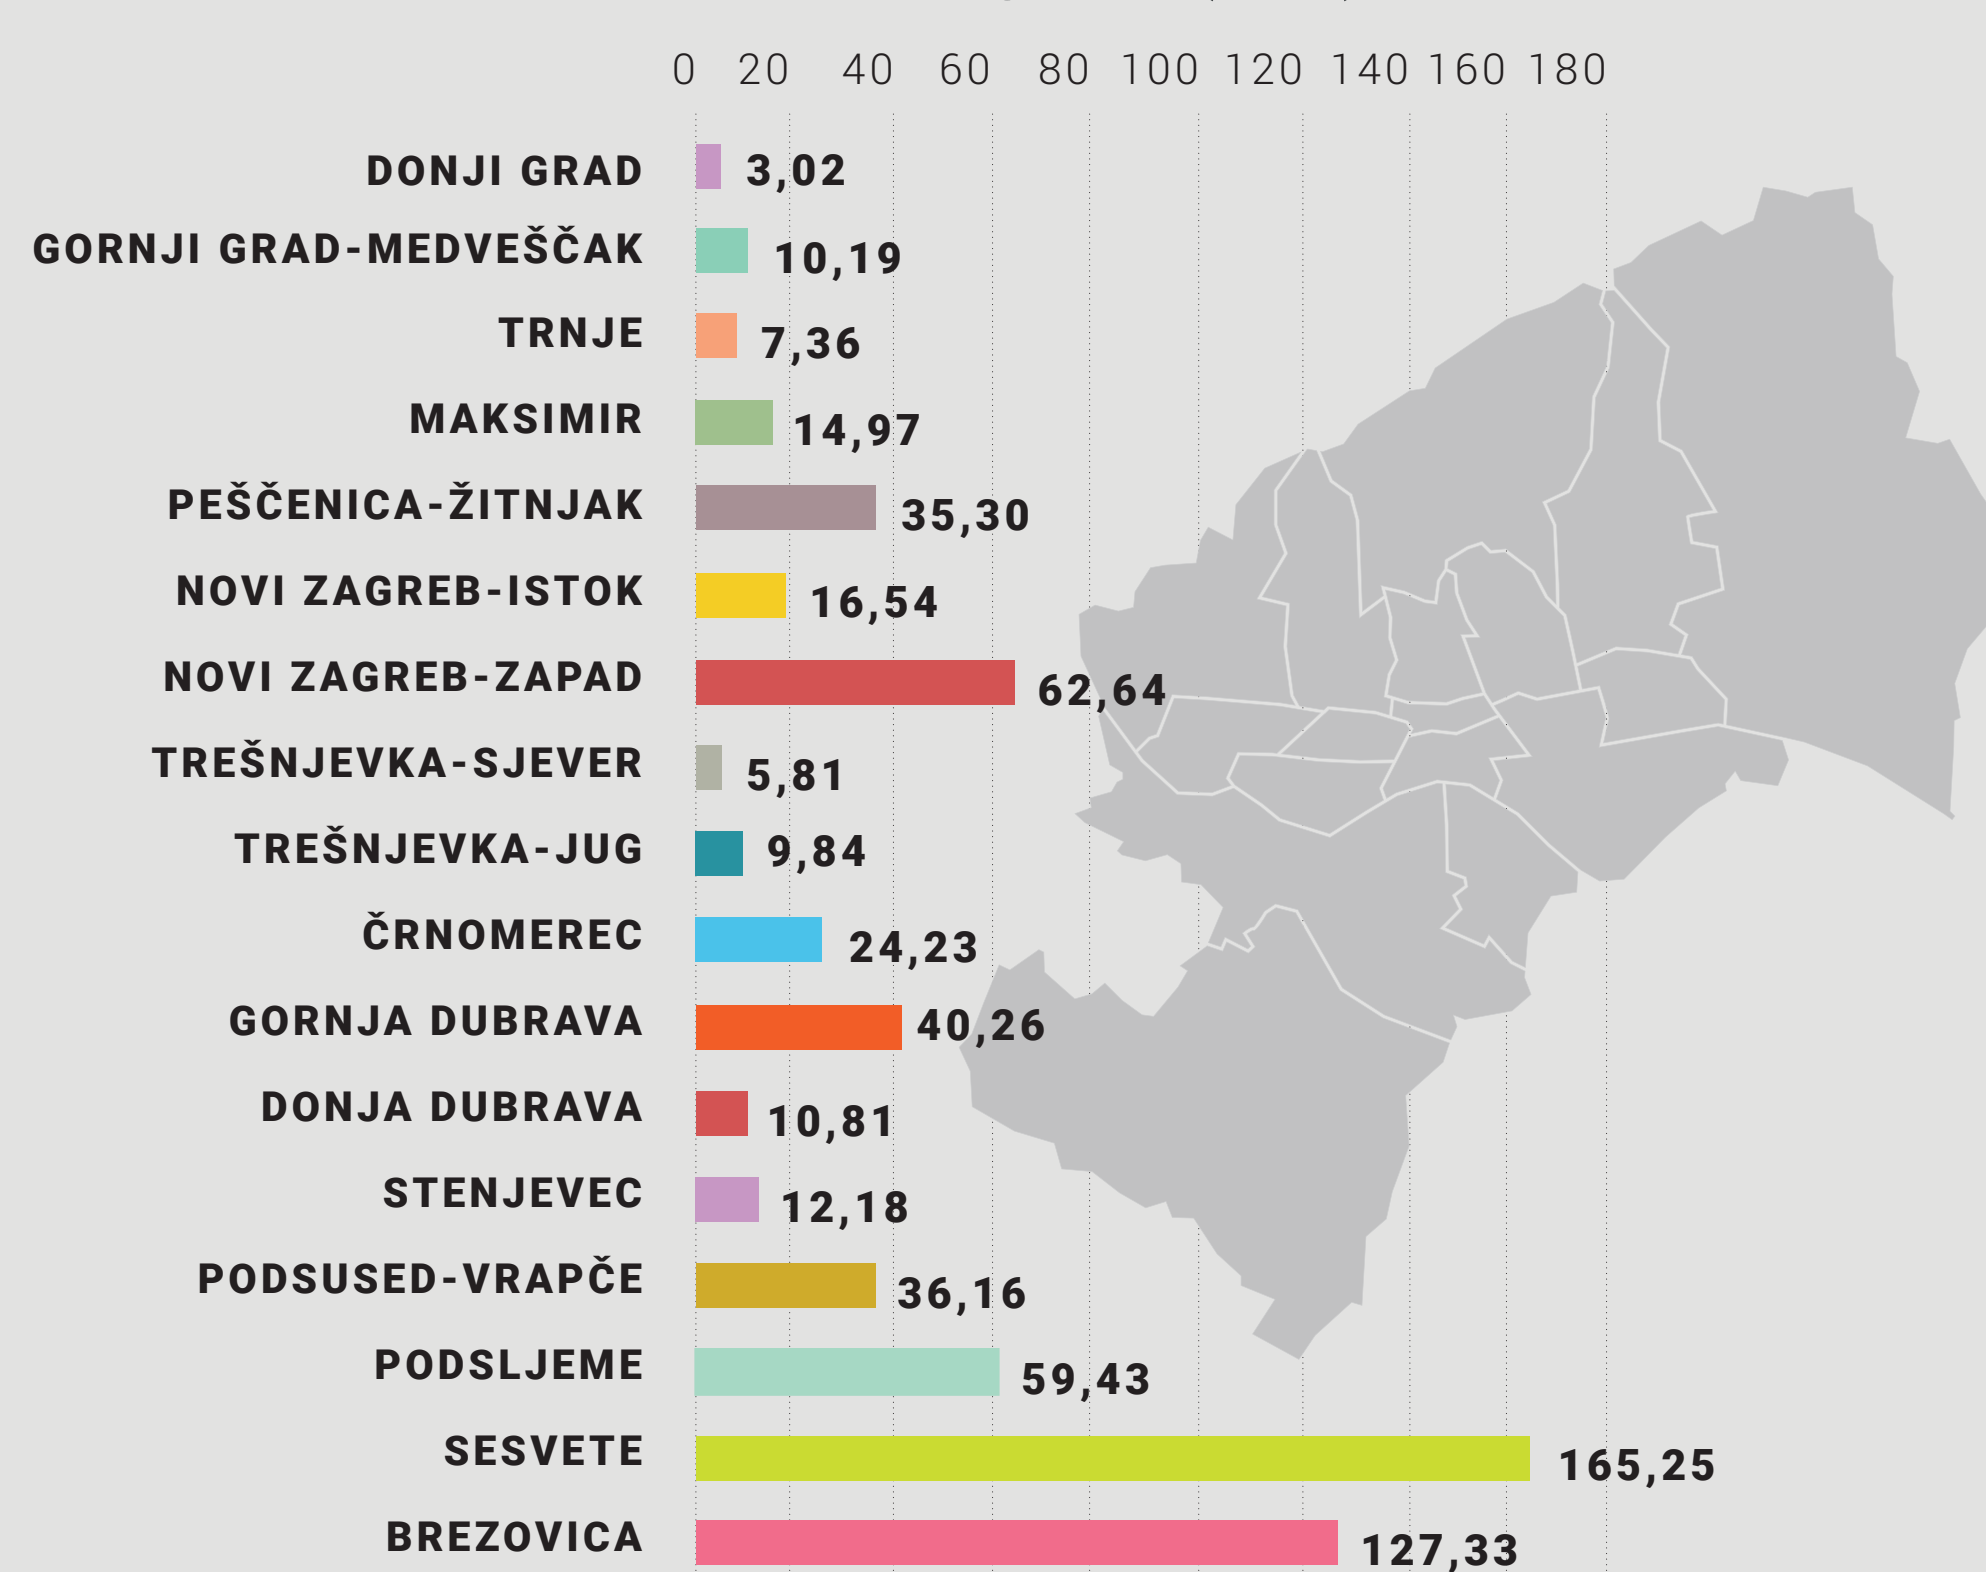 0 20 40 60 80 100 120 140 160 180
DONJI GRAD 3,02
GORNJI GRAD-MEDVEŠČAK 10,19
TRNJE 7,36
MAKSIMIR 14,97
PEŠČENICA-ŽITNJAK 35,30
NOVI ZAGREB-ISTOK 16,54
NOVI ZAGREB-ZAPAD 62,64
TREŠNJEVKA-SJEVER 5,81
TREŠNJEVKA-JUG 9,84
ČRNOMEREC 24,23
GORNJA DUBRAVA 40,26
DONJA DUBRAVA 10,81
STENJEVEC 12,18
PODSUSED-VRAPČE 36,16
PODSLJEME 59,43
SESVETE 165,25
BREZOVICA 127,33